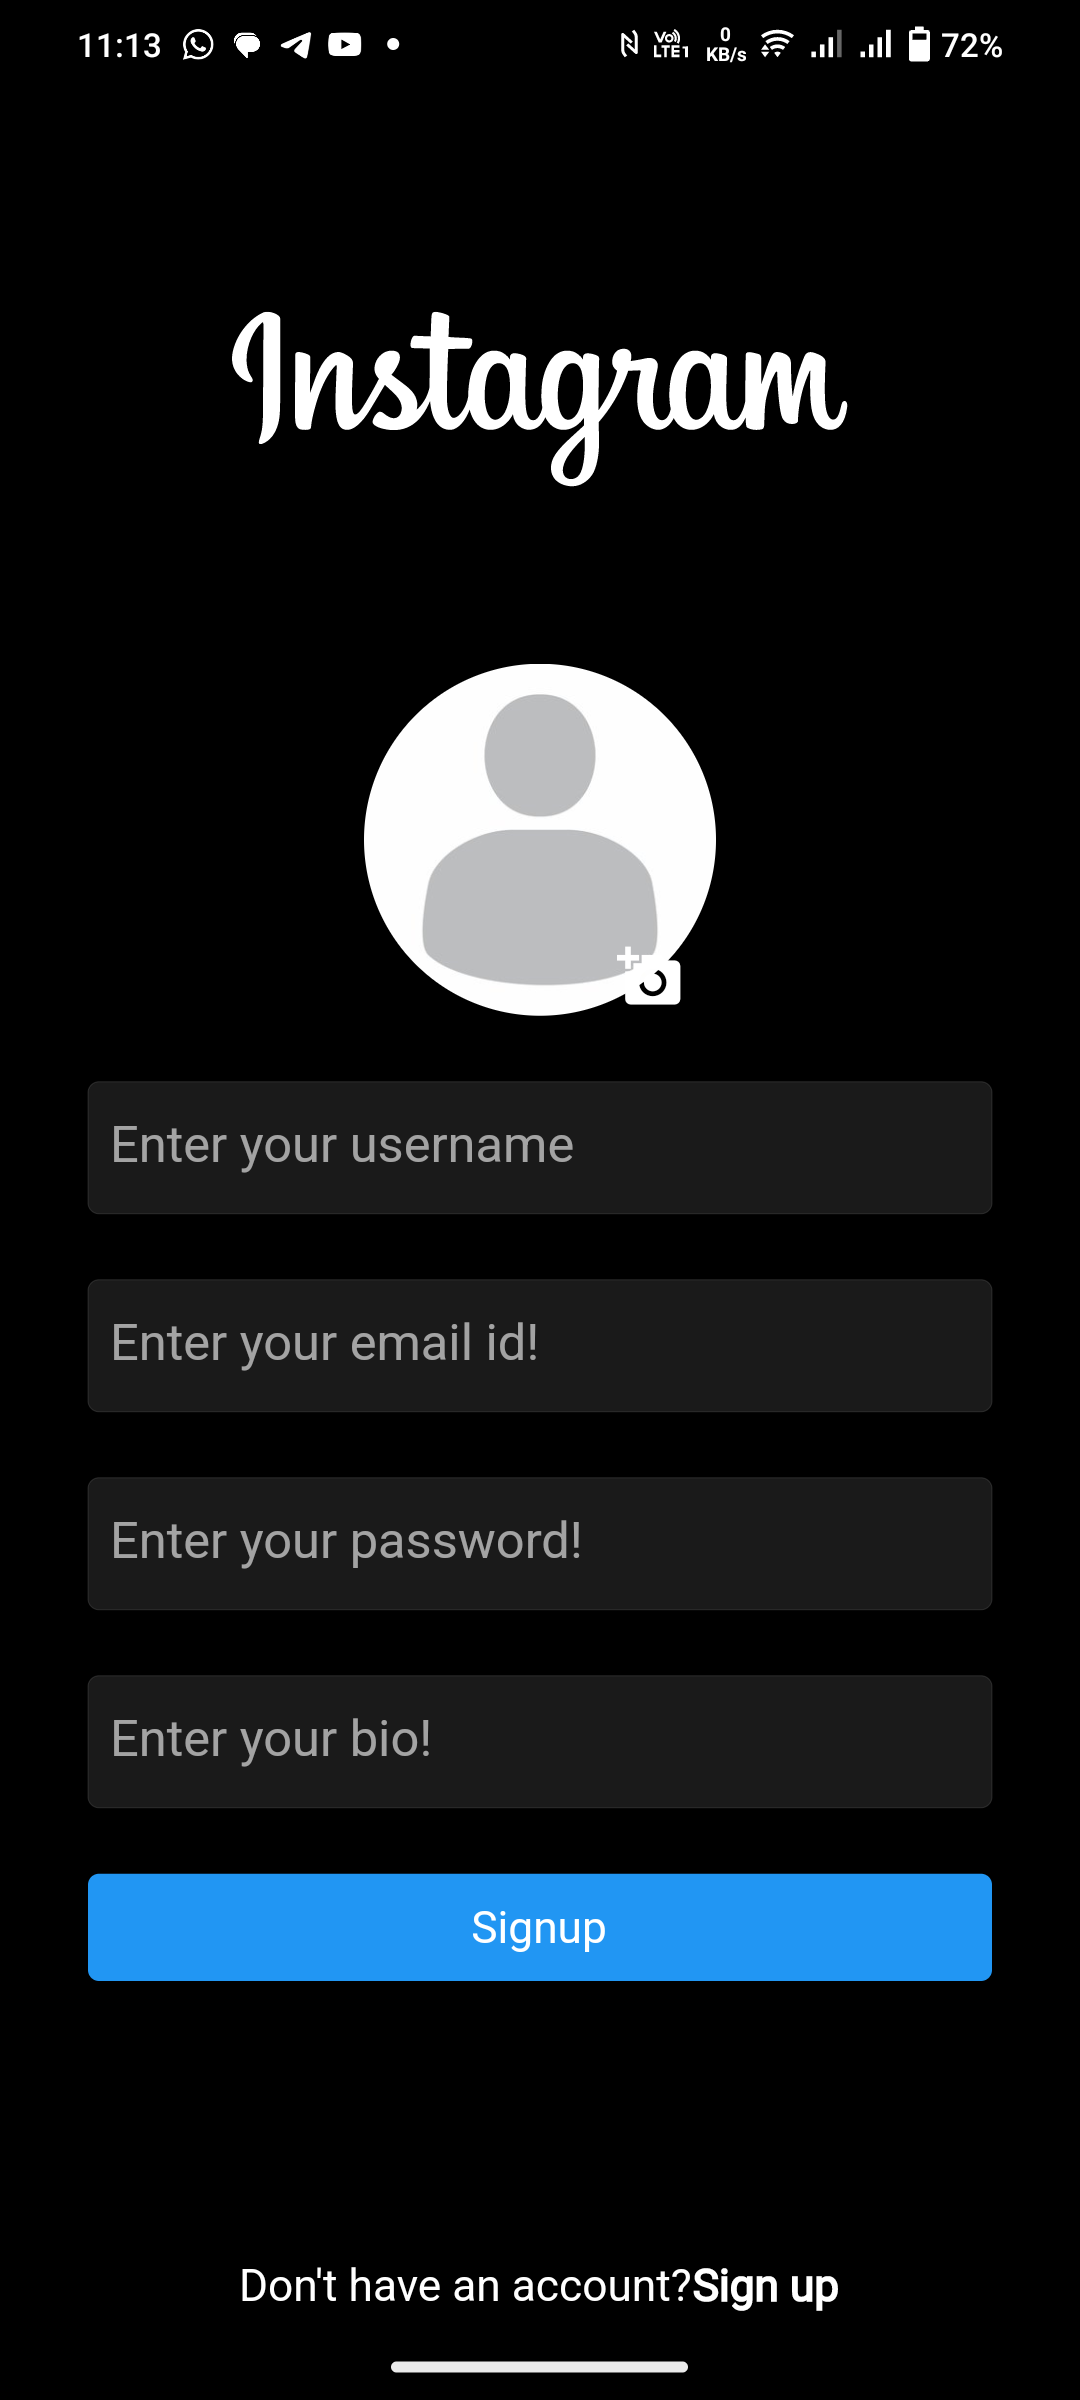 11:13
Vo)) LTE1
0 KB/s
72%
Instagram
Enter your username
Enter your email id!
Enter your password!
Enter your bio!
Signup
Don't have an account?Sign up